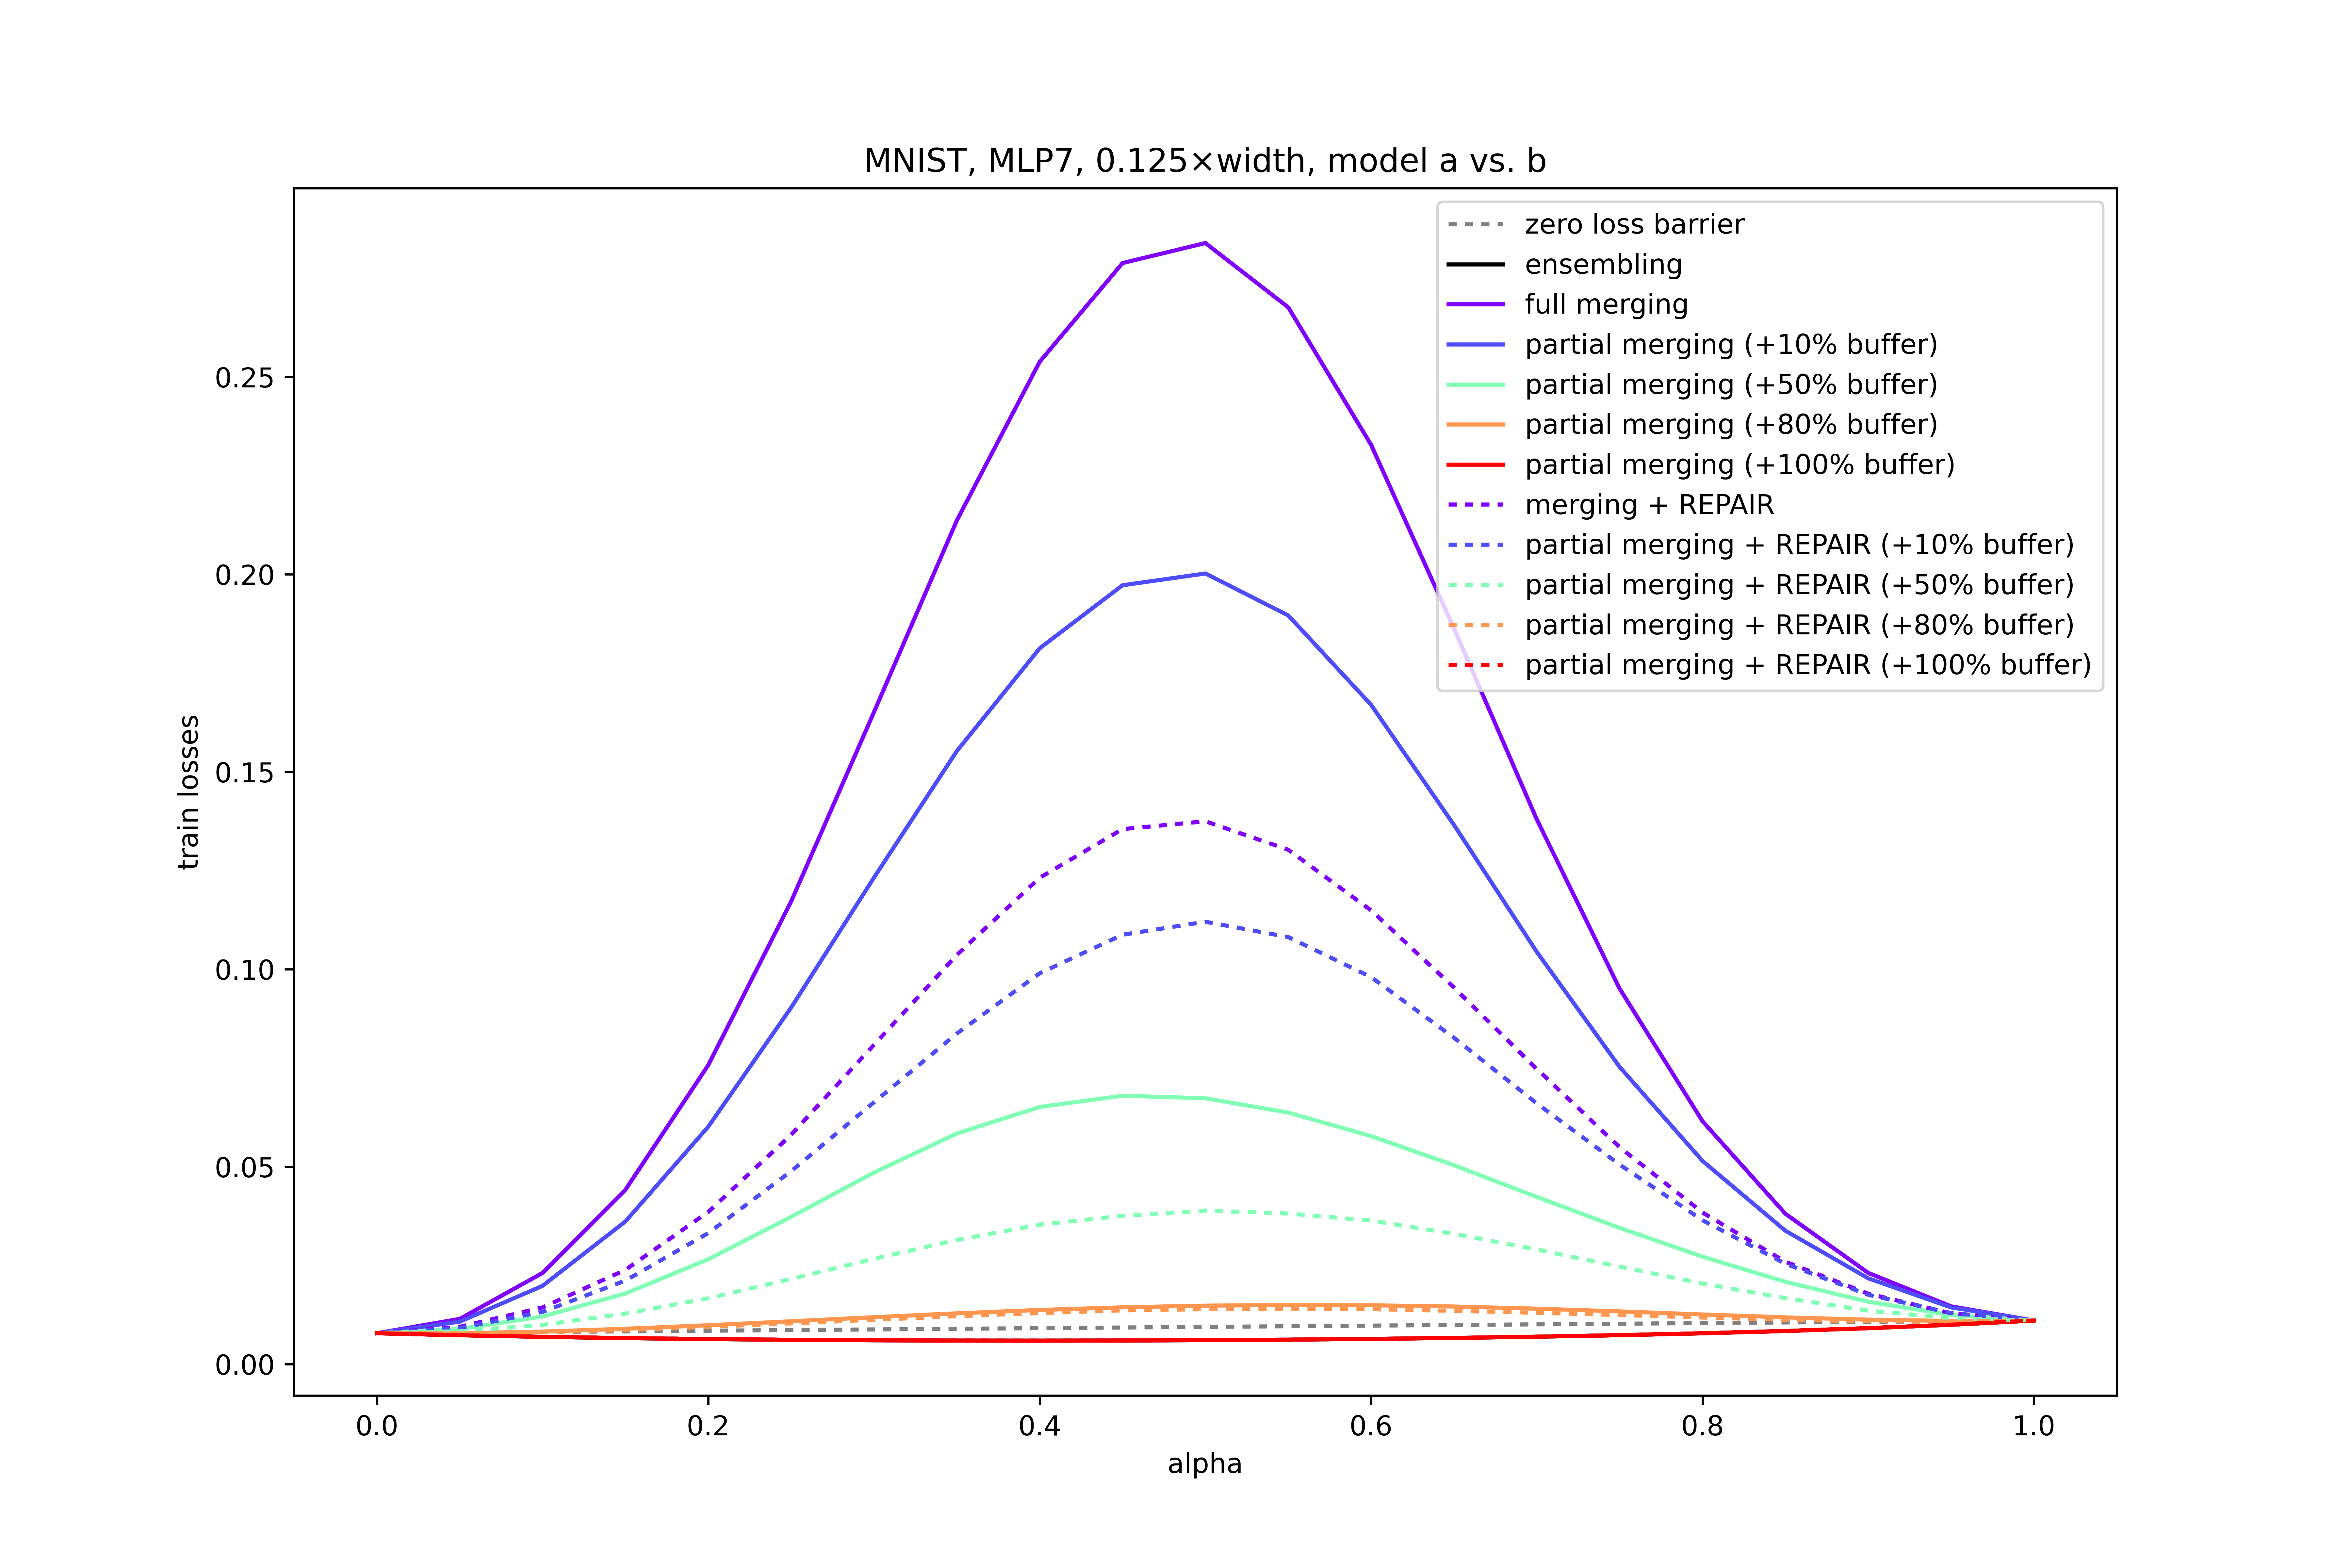 MNIST, MLP7, 0.125×width, model a vs. b
zero loss barrier
ensembling
full merging
partial merging (+10% buffer)
partial merging (+50% buffer)
partial merging (+80% buffer)
partial merging (+100% buffer)
merging + REPAIR
partial merging + REPAIR (+10% buffer)
partial merging + REPAIR (+50% buffer)
partial merging + REPAIR (+80% buffer)
partial merging + REPAIR (+100% buffer)
train losses
0.25
0.20
0.15
0.10
0.05
0.00
0.0 0.2 0.4 0.6 0.8 1.0
alpha